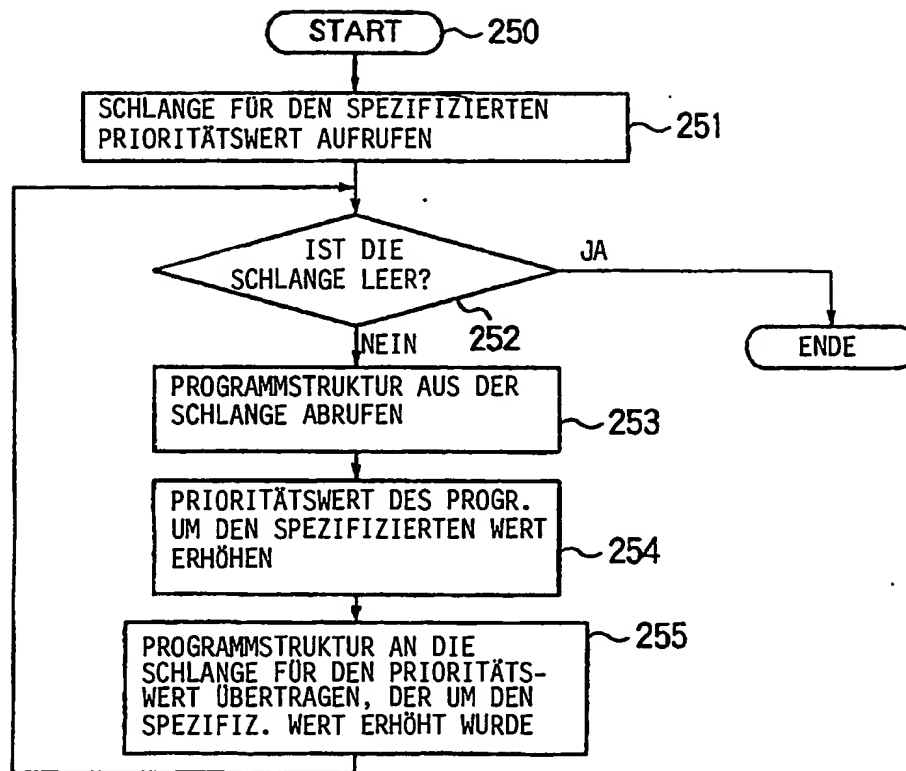 START
250
SCHLANGE FÜR DEN SPEZIFIZIERTEN
PRIORITÄTSWERT AUFRUFEN
251
IST DIE
SCHLANGE LEER?
JA
252
NEIN
ENDE
PROGRAMMSTRUKTUR AUS DER
SCHLANGE ABRUFEN
253
PRIORITÄTSWERT DES PROGR.
UM DEN SPEZIFIZIERTEN WERT
ERHÖHEN
254
PROGRAMMSTRUKTUR AN DIE
SCHLANGE FÜR DEN PRIORITÄTS-
WERT ÜBERTRAGEN, DER UM DEN
SPEZIFIZ. WERT ERHÖHT WURDE
255